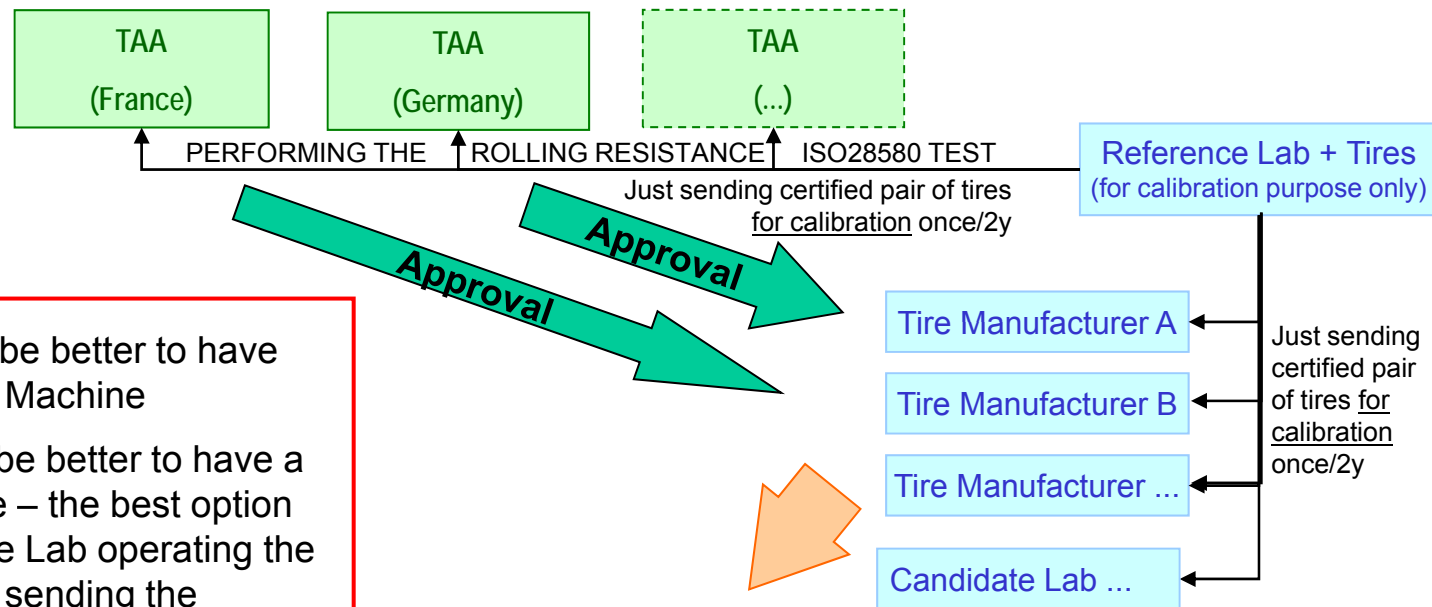 TAA
(France)
TAA
(Germany)
TAA
(...)
PERFORMING THE ROLLING RESISTANCE ISO28580 TEST
Reference Lab + Tires
(for calibration purpose only)
Just sending certified pair of tires
for calibration once/2y
Approval
Approval
be better to have
Machine
be better to have a
– the best option
Lab operating the
sending the
Tire Manufacturer A
Tire Manufacturer B
Tire Manufacturer ...
Candidate Lab ...
Just sending
certified pair
of tires for
calibration
once/2y